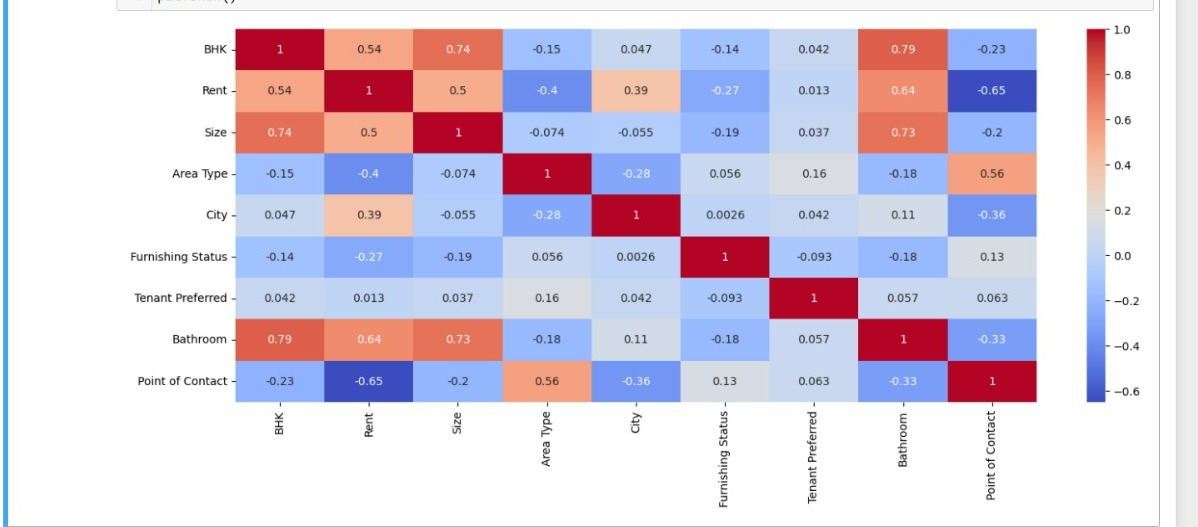 BHK 1 0.54 0.74 -0.15 0.047 -0.14 0.042 0.79 -0.23
Rent 0.54 1 0.5 -0.4 0.39 -0.27 0.013 0.64 -0.65
Size 0.74 0.5 1 -0.074 -0.055 -0.19 0.037 0.73 -0.2
Area Type -0.15 -0.4 -0.074 1 -0.28 0.056 0.16 -0.18 0.56
City 0.047 0.39 -0.055 -0.28 1 0.0026 0.042 0.11 -0.36
Furnishing Status -0.14 -0.27 -0.19 0.056 0.0026 1 -0.093 -0.18 0.13
Tenant Preferred 0.042 0.013 0.037 0.16 0.042 -0.093 1 0.057 0.063
Bathroom 0.79 0.64 0.73 -0.18 0.11 -0.18 0.057 1 -0.33
Point of Contact -0.23 -0.65 -0.2 0.56 -0.36 0.13 0.063 -0.33 1
BHK
Rent
Size
Area Type
City
Furnishing Status
Tenant Preferred
Bathroom
Point of Contact
1.0
0.8
0.6
0.4
0.2
0.0
−0.2
−0.4
−0.6